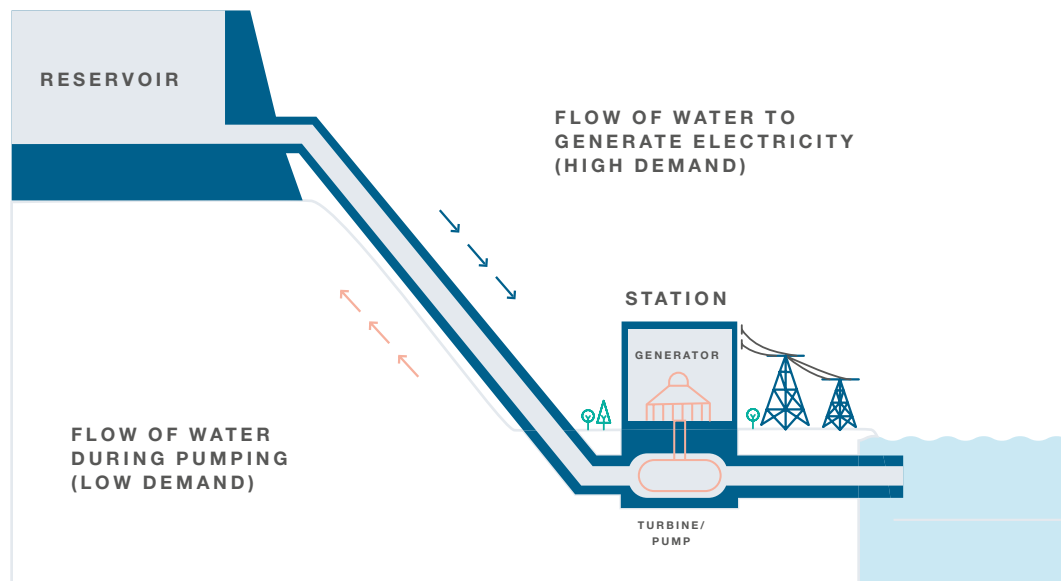 RESERVOIR
FLOW OF WATER TO
GENERATE ELECTRICITY
(HIGH DEMAND)
STATION
GENERATOR
FLOW OF WATER
DURING PUMPING
(LOW DEMAND)
TURBINE/
PUMP